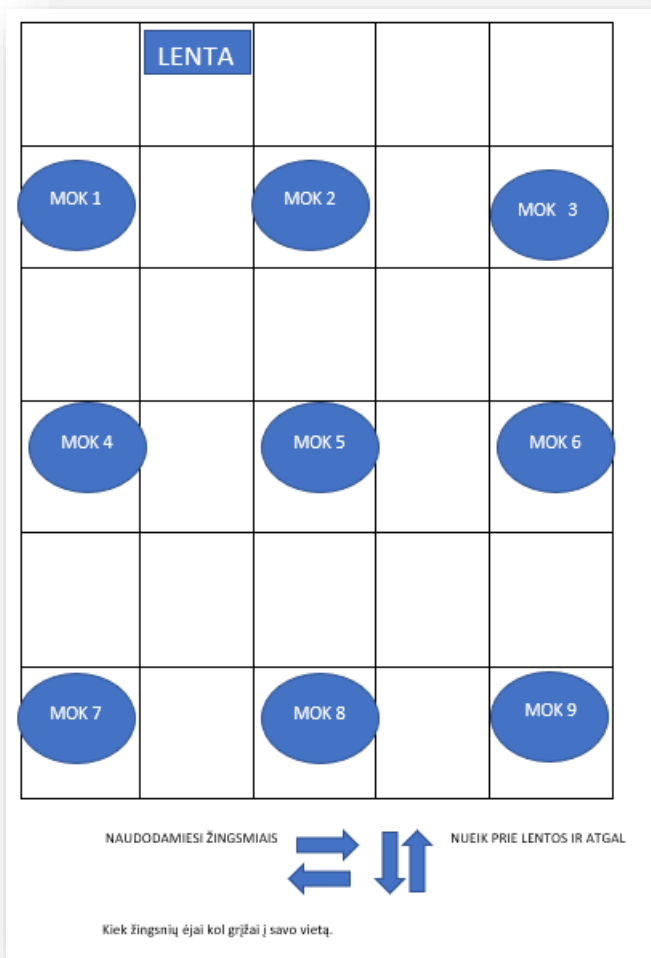 LENTA
MOK 1
MOK 2
MOK 3
MOK 4
MOK 5
MOK 6
MOK 7
MOK 8
MOK 9
NAUDODAMIESI ŽINGSMIAIS
NUEIK PRIE LENTOS IR ATGAL
Kiek žingsnių ėjai kol grįžai į savo vietą.